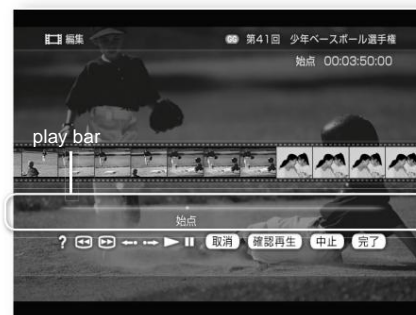 編集
GG 第41回 少年ベースボール選手権
始点 00:03:50:00
play bar
始点
? 取消 確認再生 中止 完了